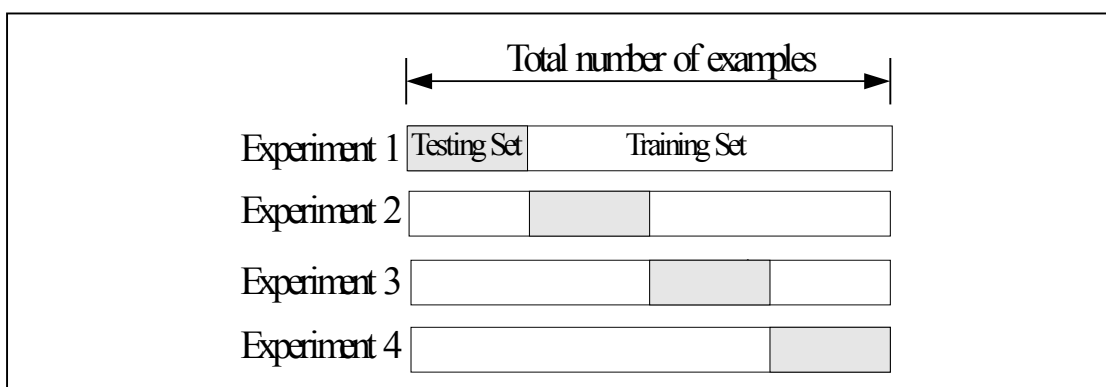 Total number of examples
Experiment 1 Testing Set Training Set
Experiment 2
Experiment 3
Experiment 4